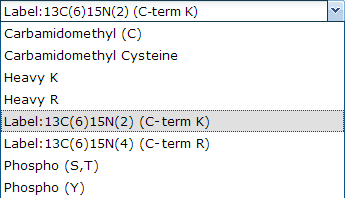 Label:13C(6)15N(2) (C-term K)
Carbamidomethyl (C)
Carbamidomethyl Cysteine
Heavy K
Heavy R
Label:13C(6)15N(2) (C-term K)
Label:13C(6)15N(4) (C-term R)
Phospho (S,T)
Phospho (Y)